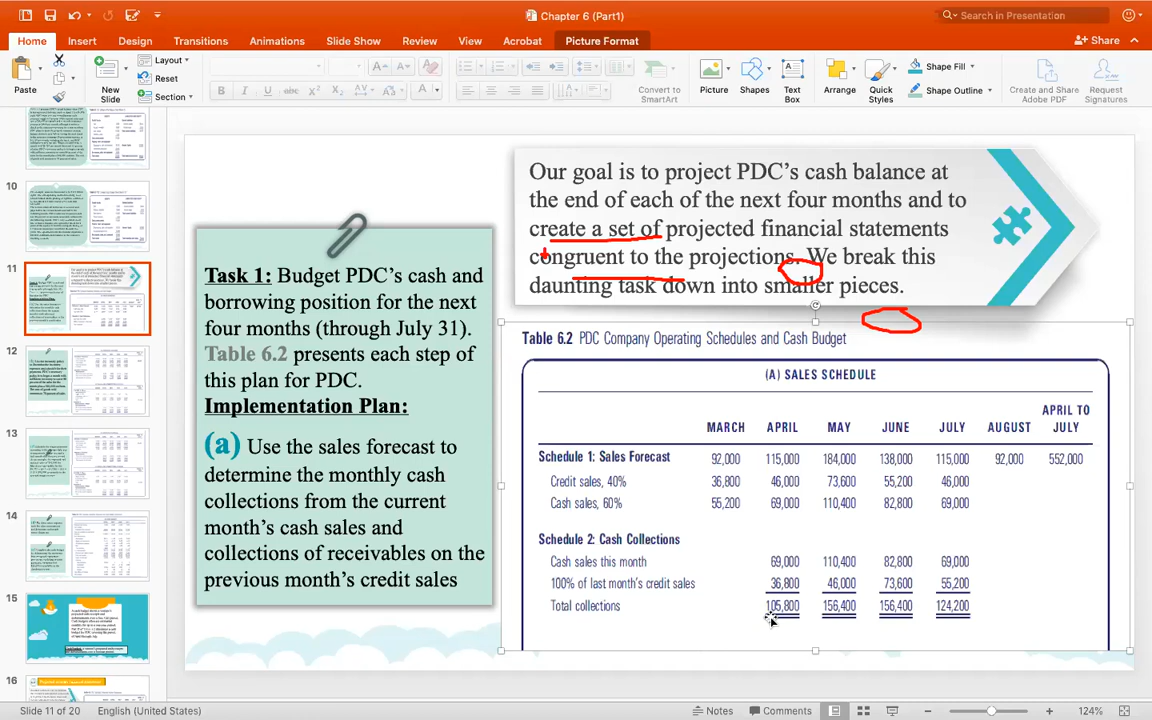 Chapter 6 (Part1)
Search in Presentation
Home Insert Design Transitions Animations Slide Show Review View Acrobat Picture Format
Share
Paste
New
Slide
Layout
Reset
Section
B I U abc X² X₂ AV Aa A
Convert to
SmartArt
Picture
Shapes
Text
Box
Arrange
Quick
Styles
Shape Fill
Shape Outline
Create and Share
Adobe PDF
Request
Signatures
10
11
12
13
14
15
16
Our goal is to project PDC’s cash balance at
the end of each of the next four months and to
create a set of projected financial statements
congruent to the projections. We break this
daunting task down into smaller pieces.
Task 1: Budget PDC’s cash and
borrowing position for the next
four months (through July 31).
Table 6.2 presents each step of
this plan for PDC.
Implementation Plan:
(a) Use the sales forecast to
determine the monthly cash
collections from the current
month’s cash sales and
collections of receivables on the
previous month’s credit sales
Table 6.2 PDC Company Operating Schedules and Cash Budget
(A) SALES SCHEDULE
APRIL TO
MARCH APRIL MAY JUNE JULY AUGUST JULY
Schedule 1: Sales Forecast 92,000 115,000 184,000 138,000 115,000 92,000 552,000
Credit sales, 40% 36,800 46,000 73,600 55,200 46,000
Cash sales, 60% 55,200 69,000 110,400 82,800 69,000
Schedule 2: Cash Collections
Cash sales this month 69,000 110,400 82,800 69,000
100% of last month’s credit sales 36,800 46,000 73,600 55,200
Total collections 105,800 156,400 156,400 124,200
Slide 11 of 20 English (United States) Notes Comments 124%